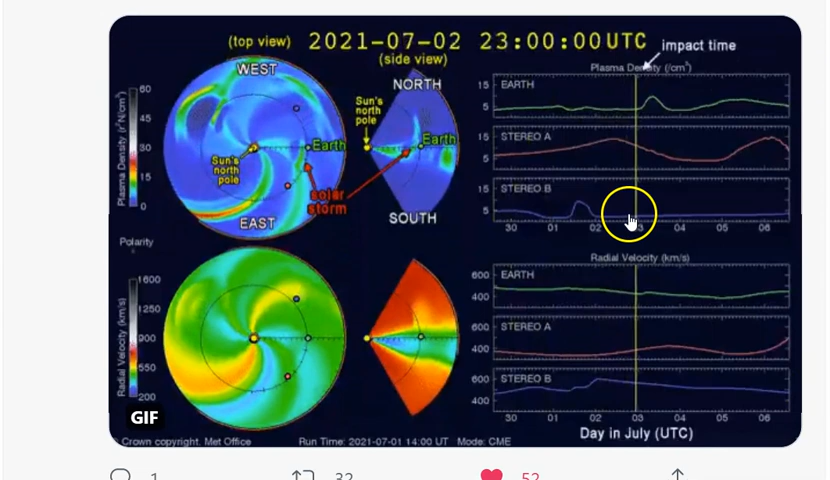 (top view) 2021-07-02 23:00:00UTC
(side view)
impact time
WEST
NORTH
Sun's
north
pole
Earth
Sun's
north
pole
Earth
solar
storm
EAST
SOUTH
60
45
30
15
0
Plasma Density (r²N/cm³)
Polarity
Plasma Density (/cm³)
15
5
EARTH
15
5
STEREO A
15
5
STEREO B
30 01 02 03 04 05 06
1600
1250
900
550
200
Radial Velocity (km/s)
Radial Velocity (km/s)
600
400
EARTH
600
400
STEREO A
600
400
STEREO B
30 01 02 03 04 05 06
Day in July (UTC)
GIF
Crown copyright. Met Office Run Time: 2021-07-01 14:00 UT Mode: CME
1 32 52